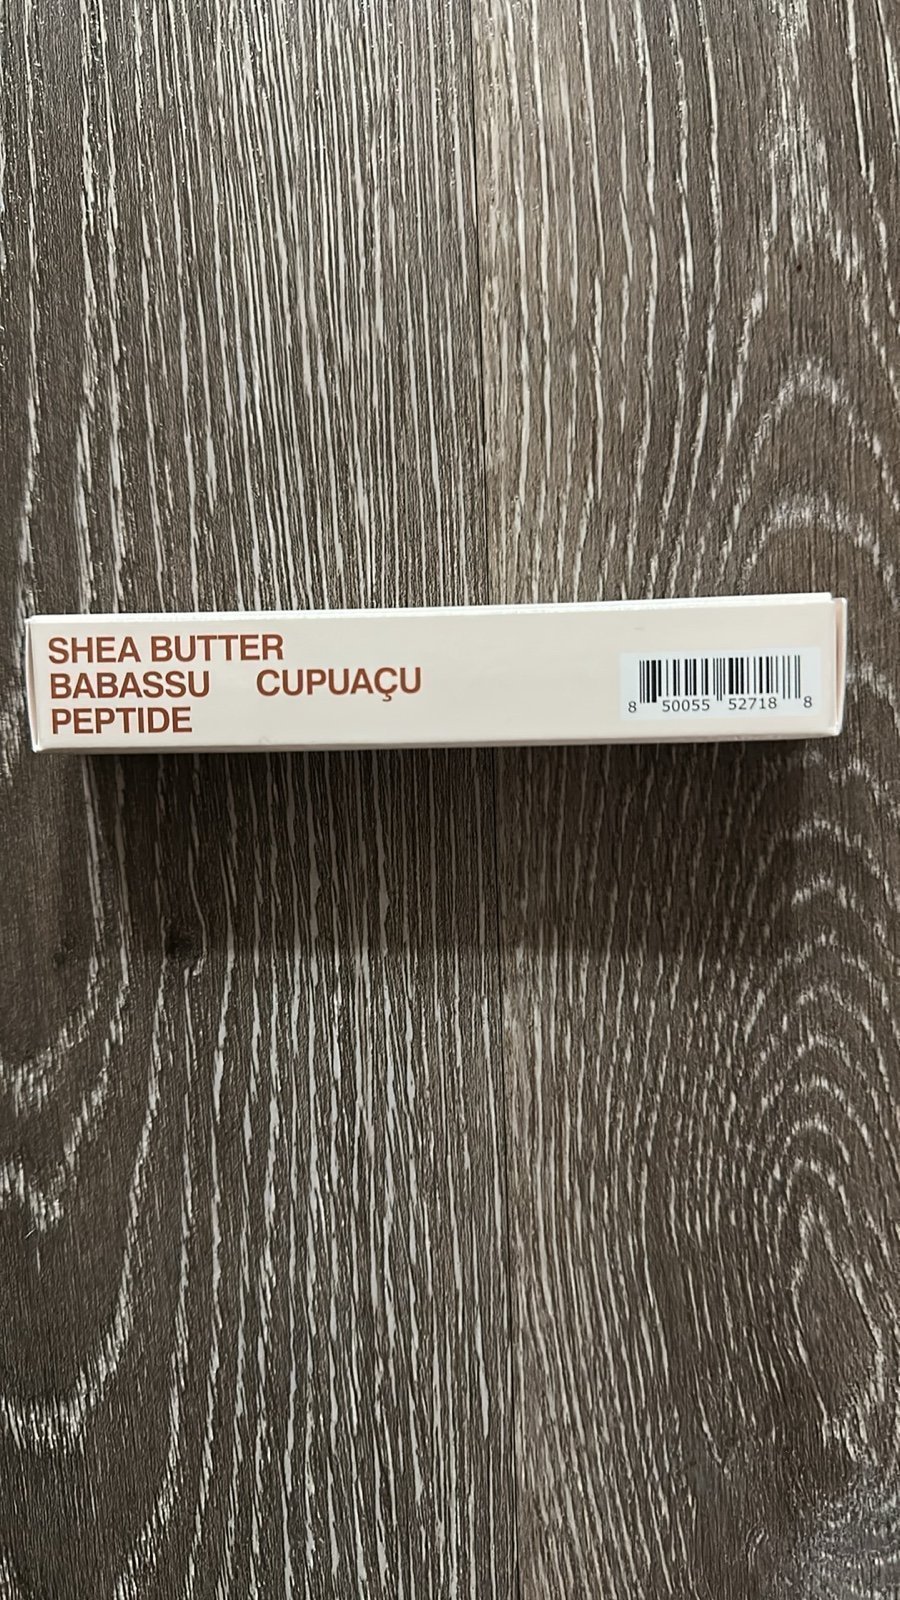 SHEA BUTTER
BABASSU CUPUAÇU
PEPTIDE
8 50055 52718 8